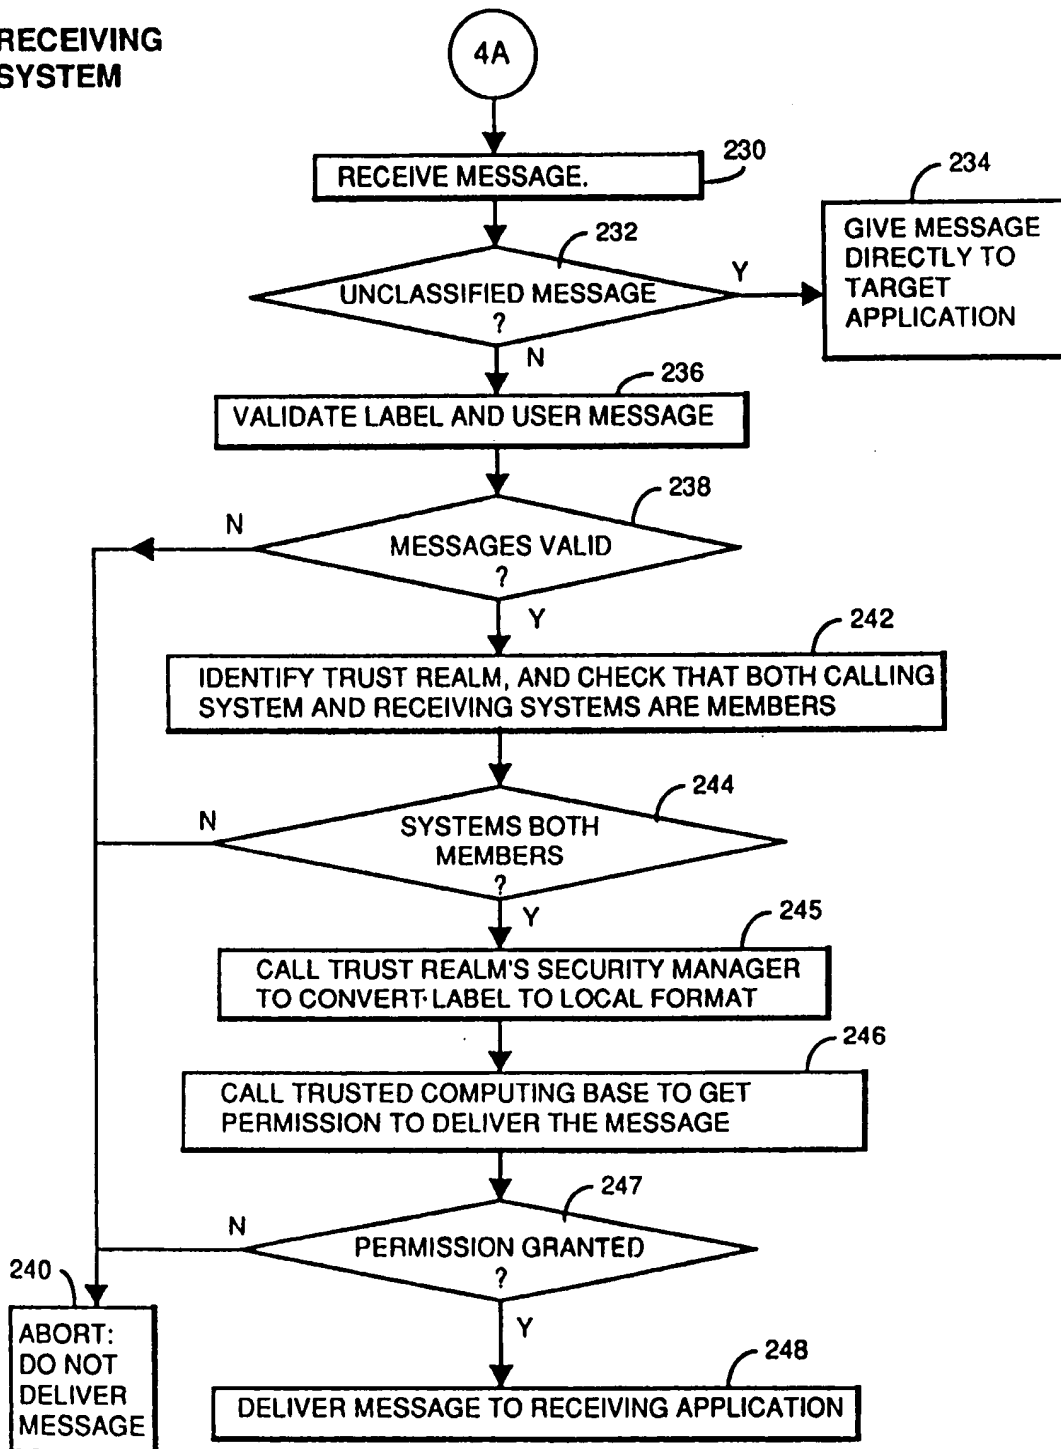 RECEIVING
SYSTEM
4A
230
RECEIVE MESSAGE.
234
232
GIVE MESSAGE
DIRECTLY TO
TARGET
APPLICATION
UNCLASSIFIED MESSAGE
?
Y
N
236
VALIDATE LABEL AND USER MESSAGE
238
N
MESSAGES VALID
?
Y
242
IDENTIFY TRUST REALM, AND CHECK THAT BOTH CALLING
SYSTEM AND RECEIVING SYSTEMS ARE MEMBERS
244
N
SYSTEMS BOTH
MEMBERS
?
Y
245
CALL TRUST REALM'S SECURITY MANAGER
TO CONVERT LABEL TO LOCAL FORMAT
246
CALL TRUSTED COMPUTING BASE TO GET
PERMISSION TO DELIVER THE MESSAGE
247
N
PERMISSION GRANTED
?
Y
240
ABORT:
DO NOT
DELIVER
MESSAGE
248
DELIVER MESSAGE TO RECEIVING APPLICATION